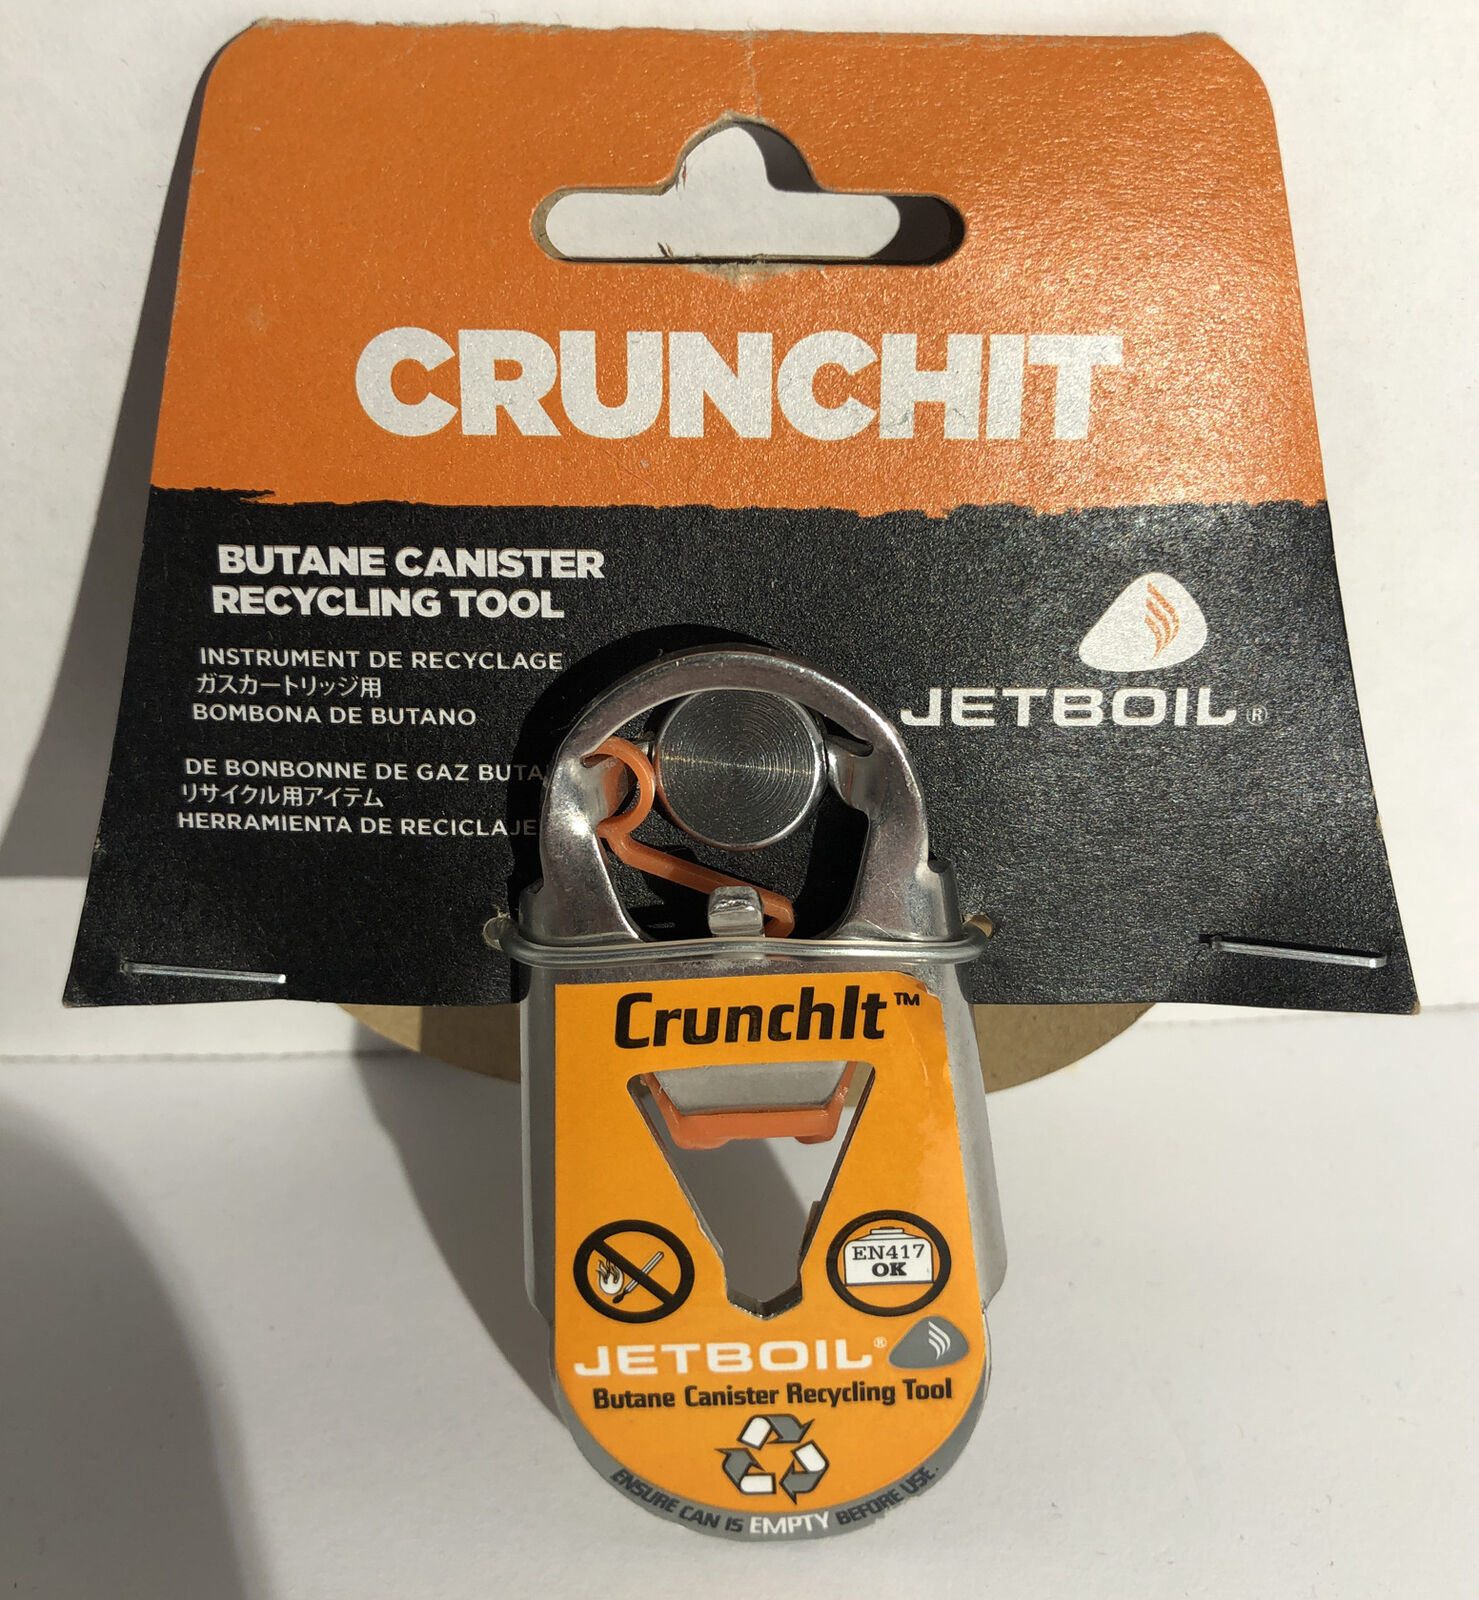 CRUNCHIT
BUTANE CANISTER
RECYCLING TOOL
INSTRUMENT DE RECYCLAGE
ガスカートリッジ用
BOMBONA DE BUTANO
DE BONBONNE DE GAZ
リサイクル用アイテム
HERRAMIENTA DE RECICLAJE
JETBOIL®
CrunchIt™
EN417
OK
JETBOIL®
Butane Canister Recycling Tool
ENSURE CAN IS EMPTY BEFORE USE.